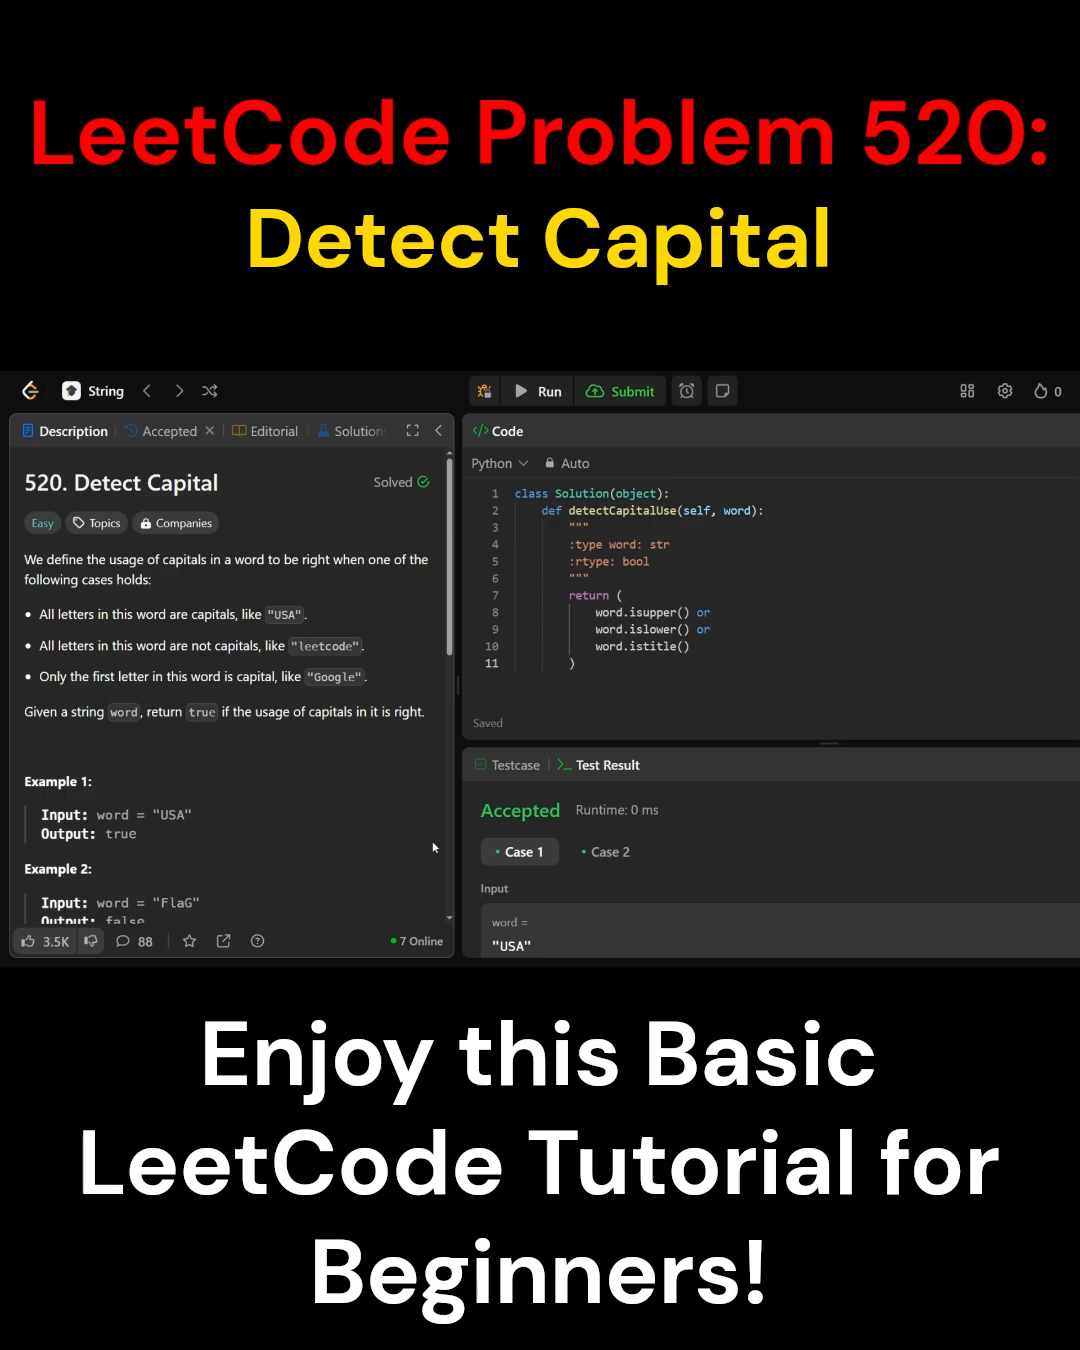 LeetCode Problem 520:
Detect Capital
String
Run
Submit
0
Description
Accepted
Editorial
Solution
520. Detect Capital
Solved
Easy
Topics
Companies
We define the usage of capitals in a word to be right when one of the
following cases holds:
• All letters in this word are capitals, like "USA".
• All letters in this word are not capitals, like "leetcode".
• Only the first letter in this word is capital, like "Google".
Given a string word, return true if the usage of capitals in it is right.
Example 1:
Input: word = "USA"
Output: true
Example 2:
Input: word = "FlaG"
Output: false
3.5K
88
7 Online
</> Code
Python
Auto
1 class Solution(object):
2 def detectCapitalUse(self, word):
3 """
4 :type word: str
5 :rtype: bool
6 """
7 return (
8 word.isupper() or
9 word.islower() or
10 word.istitle()
11 )
Saved
Testcase
Test Result
Accepted
Runtime: 0 ms
• Case 1
• Case 2
Input
word =
"USA"
Enjoy this Basic
LeetCode Tutorial for
Beginners!